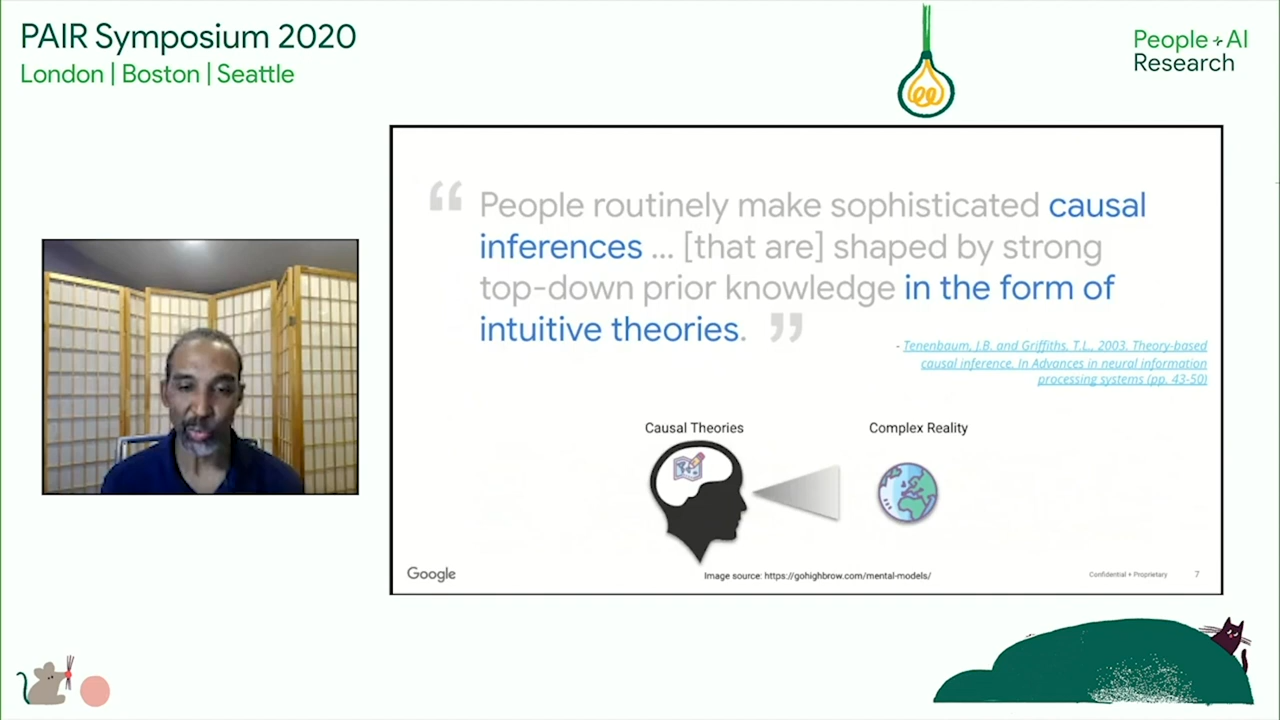 PAIR Symposium 2020
London | Boston | Seattle
People + AI
Research
“ People routinely make sophisticated causal
inferences ... [that are] shaped by strong
top-down prior knowledge in the form of
intuitive theories. ”
- Tenenbaum, J.B. and Griffiths, T.L., 2003. Theory-based
causal inference. In Advances in neural information
processing systems (pp. 43-50)
Causal Theories
Complex Reality
Image source: https://gohighbrow.com/mental-models/
Google
Confidential + Proprietary
7